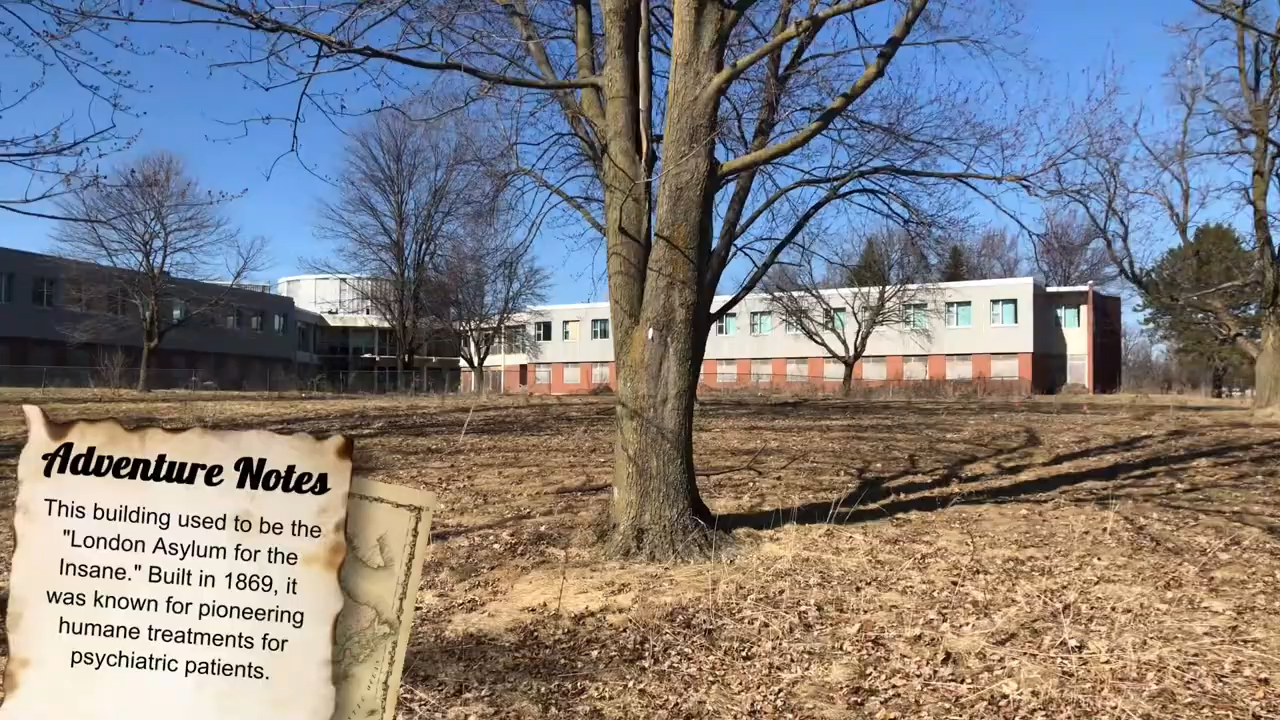 Adventure Notes
This building used to be the
"London Asylum for the
Insane." Built in 1869, it
was known for pioneering
humane treatments for
psychiatric patients.